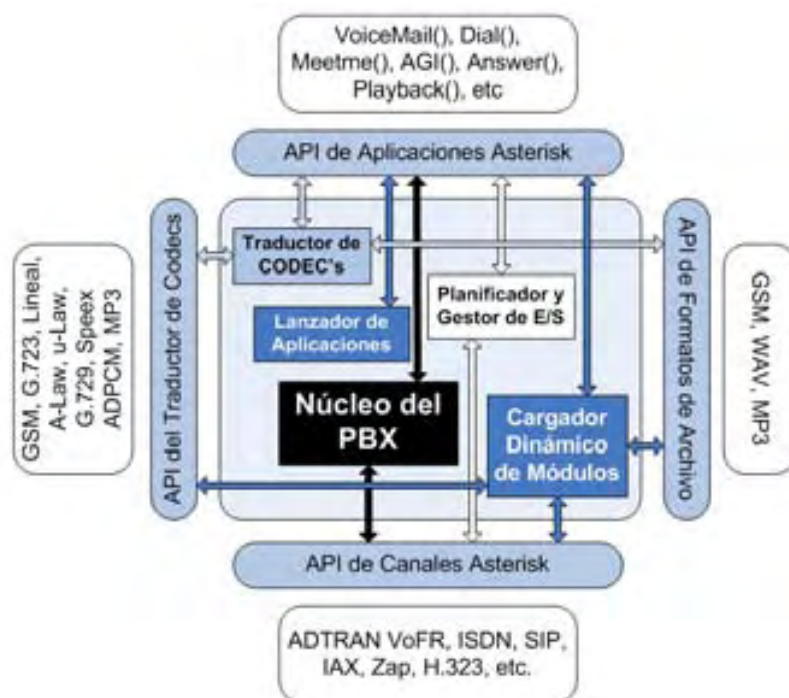 VoiceMail(), Dial(),
Meetme(), AGI(), Answer(),
Playback(), etc
API de Aplicaciones Asterisk
GSM, G.723, Lineal,
A-Law, u-Law,
G.729, Speex
ADPCM, MP3
API del Traductor de Codecs
Traductor de
CODEC's
Lanzador de
Aplicaciones
Planificador y
Gestor de E/S
Núcleo del
PBX
Cargador
Dinámico
de Módulos
API de Formatos de Archivo
GSM, WAV, MP3
API de Canales Asterisk
ADTRAN VoFR, ISDN, SIP,
IAX, Zap, H.323, etc.